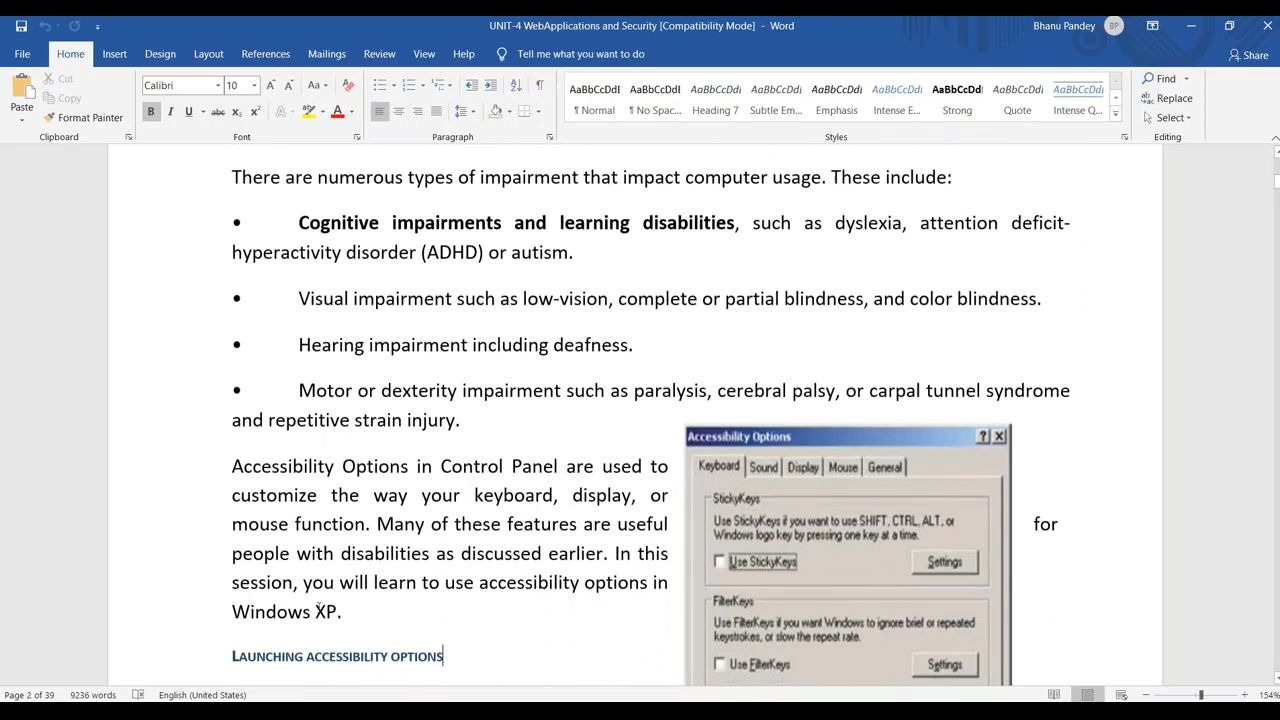 UNIT-4 WebApplications and Security [Compatibility Mode] - Word
Bhanu Pandey BP
File Home Insert Design Layout References Mailings Review View Help Tell me what you want to do Share
Paste
Cut
Copy
Format Painter
Clipboard
Calibri 10
Font
Paragraph
AaBbCcDdE AaBbCcDdE AaBbCcDd AaBbCcDdE AaBbCcDdE AaBbCcDdE AaBbCcDd AaBbCcDdE AaBbCcDd
¶ Normal ¶ No Spac... Heading 7 Subtle Em... Emphasis Intense E... Strong Quote Intense Q...
Styles
Find
Replace
Select
Editing
There are numerous types of impairment that impact computer usage. These include:
• Cognitive impairments and learning disabilities, such as dyslexia, attention deficit-
hyperactivity disorder (ADHD) or autism.
• Visual impairment such as low-vision, complete or partial blindness, and color blindness.
• Hearing impairment including deafness.
• Motor or dexterity impairment such as paralysis, cerebral palsy, or carpal tunnel syndrome
and repetitive strain injury.
Accessibility Options in Control Panel are used to
customize the way your keyboard, display, or
mouse function. Many of these features are useful for
people with disabilities as discussed earlier. In this
session, you will learn to use accessibility options in
Windows XP.
LAUNCHING ACCESSIBILITY OPTIONS
Accessibility Options
Keyboard Sound Display Mouse General
StickyKeys
Use StickyKeys if you want to use SHIFT, CTRL, ALT, or
Windows logo key by pressing one key at a time.
Use StickyKeys Settings
FilterKeys
Use FilterKeys if you want Windows to ignore brief or repeated
keystrokes, or slow the repeat rate.
Use FilterKeys Settings
Page 2 of 39 9236 words English (United States) 154%